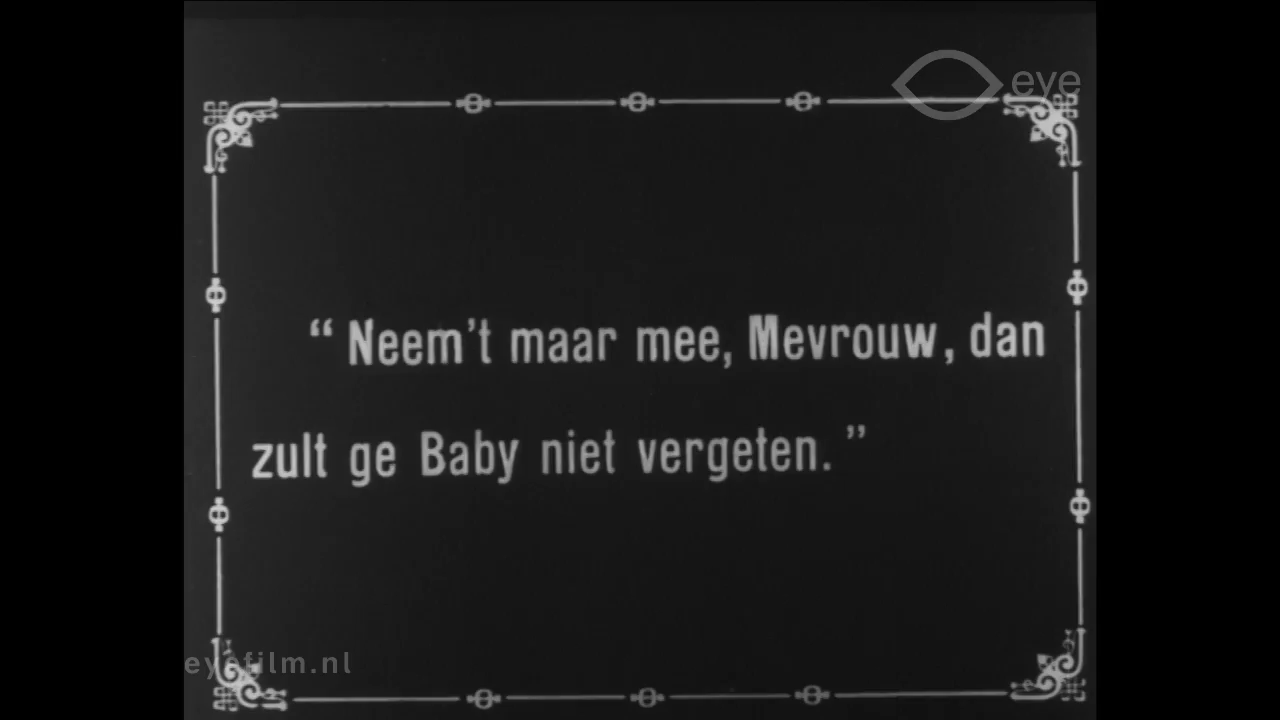 eye
“ Neem't maar mee, Mevrouw, dan
zult ge Baby niet vergeten. ”
eyefilm.nl